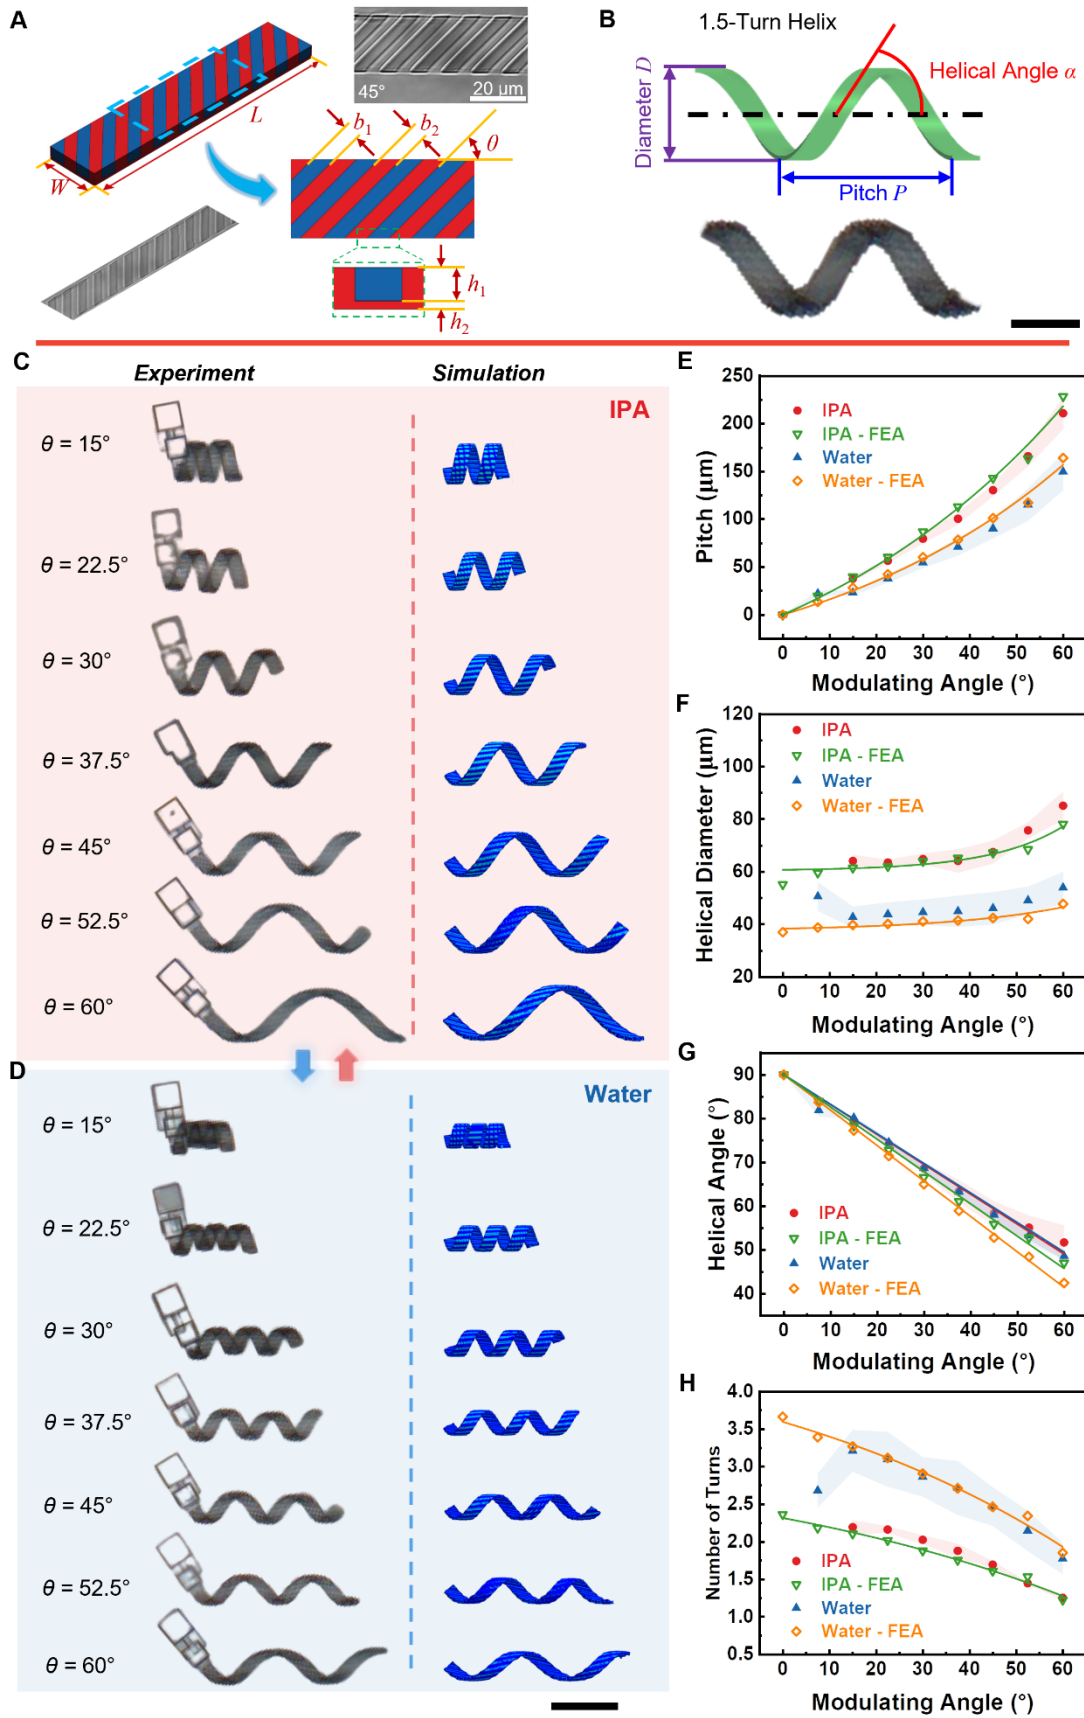 A
45°
20 μm
L
W
b1
b2
θ
h1
h2
B
1.5-Turn Helix
Helical Angle α
Diameter D
Pitch P
C
Experiment
Simulation
IPA
θ = 15°
θ = 22.5°
θ = 30°
θ = 37.5°
θ = 45°
θ = 52.5°
θ = 60°
D
Water
θ = 15°
θ = 22.5°
θ = 30°
θ = 37.5°
θ = 45°
θ = 52.5°
θ = 60°
E
Pitch (μm)
250
200
150
100
50
0
IPA
IPA - FEA
Water
Water - FEA
0 10 20 30 40 50 60
Modulating Angle (°)
F
Helical Diameter (μm)
120
100
80
60
40
20
IPA
IPA - FEA
Water
Water - FEA
0 10 20 30 40 50 60
Modulating Angle (°)
G
Helical Angle (°)
90
80
70
60
50
40
IPA
IPA - FEA
Water
Water - FEA
0 10 20 30 40 50 60
Modulating Angle (°)
H
Number of Turns
4.0
3.5
3.0
2.5
2.0
1.5
1.0
0.5
IPA
IPA - FEA
Water
Water - FEA
0 10 20 30 40 50 60
Modulating Angle (°)